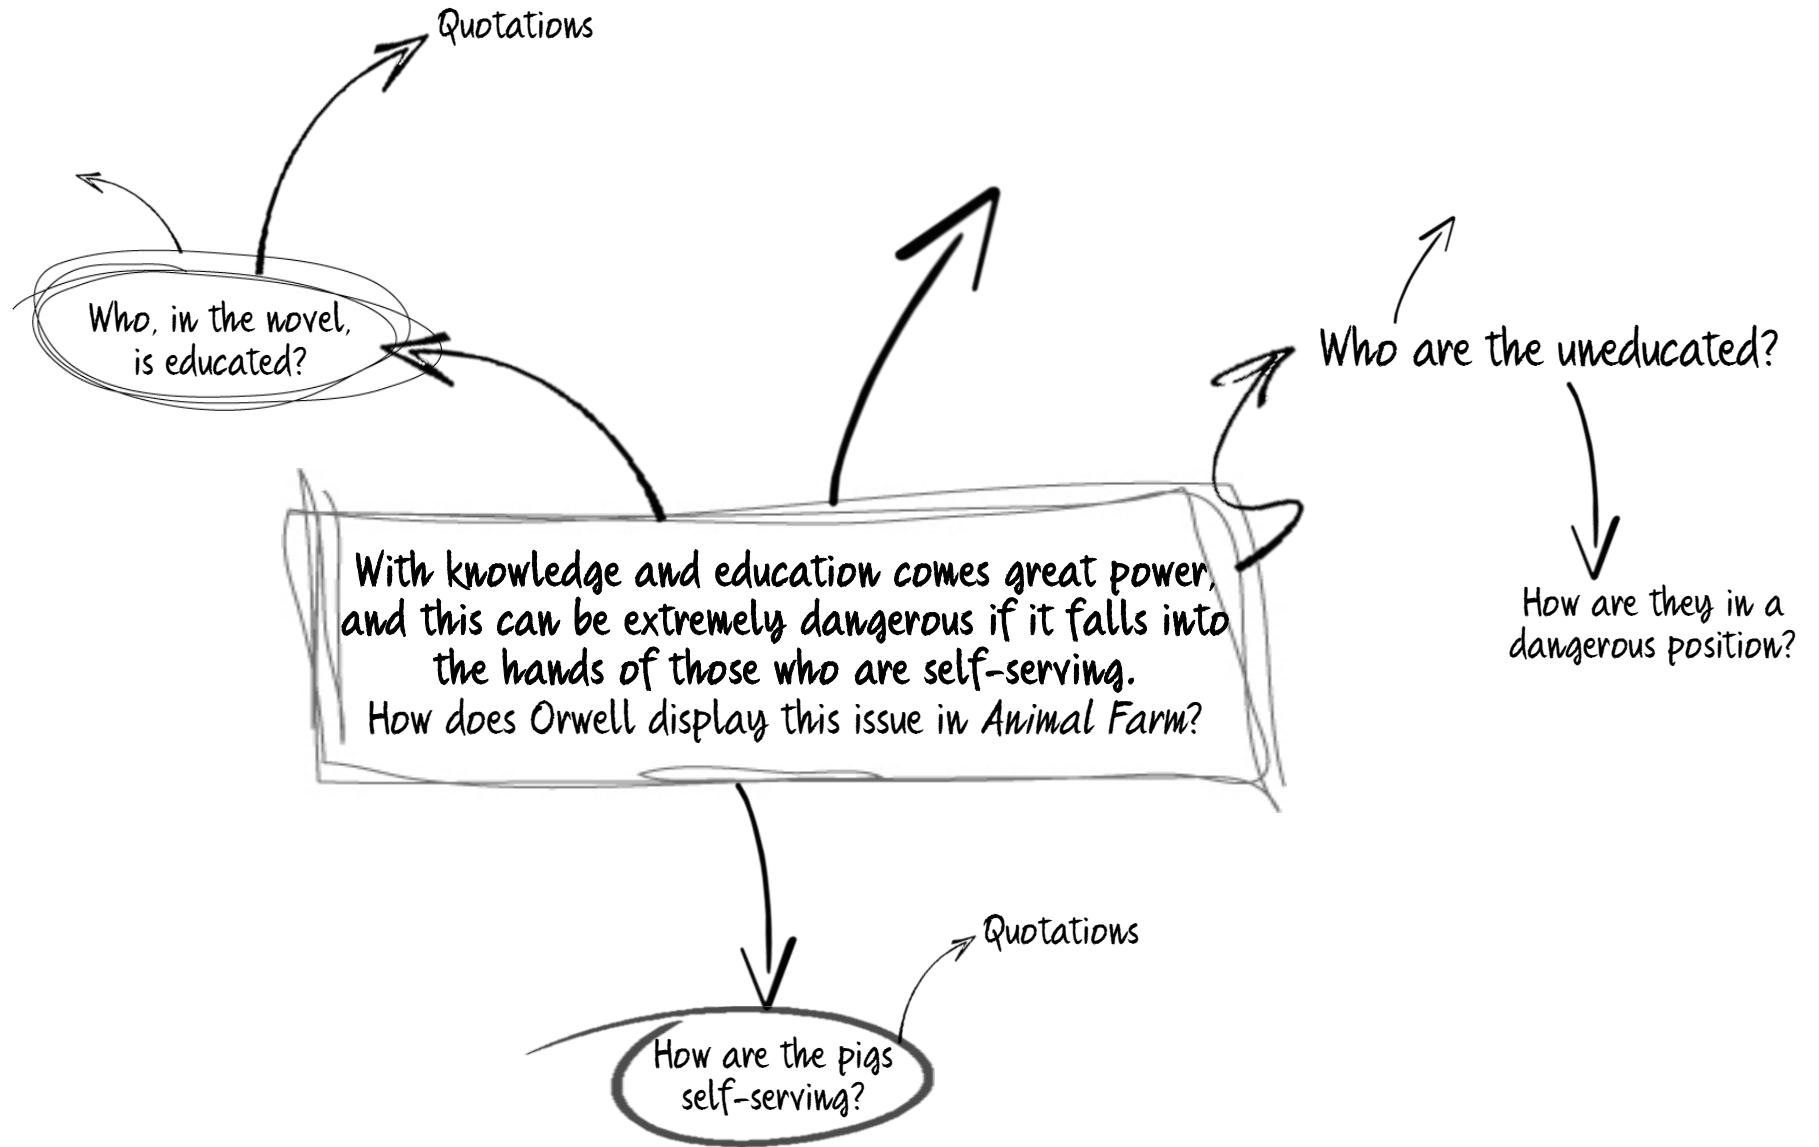 Quotations
Who, in the novel,
is educated?
Who are the uneducated?
With knowledge and education comes great power,
and this can be extremely dangerous if it falls into
the hands of those who are self-serving.
How does Orwell display this issue in Animal Farm?
How are they in a
dangerous position?
Quotations
How are the pigs
self-serving?